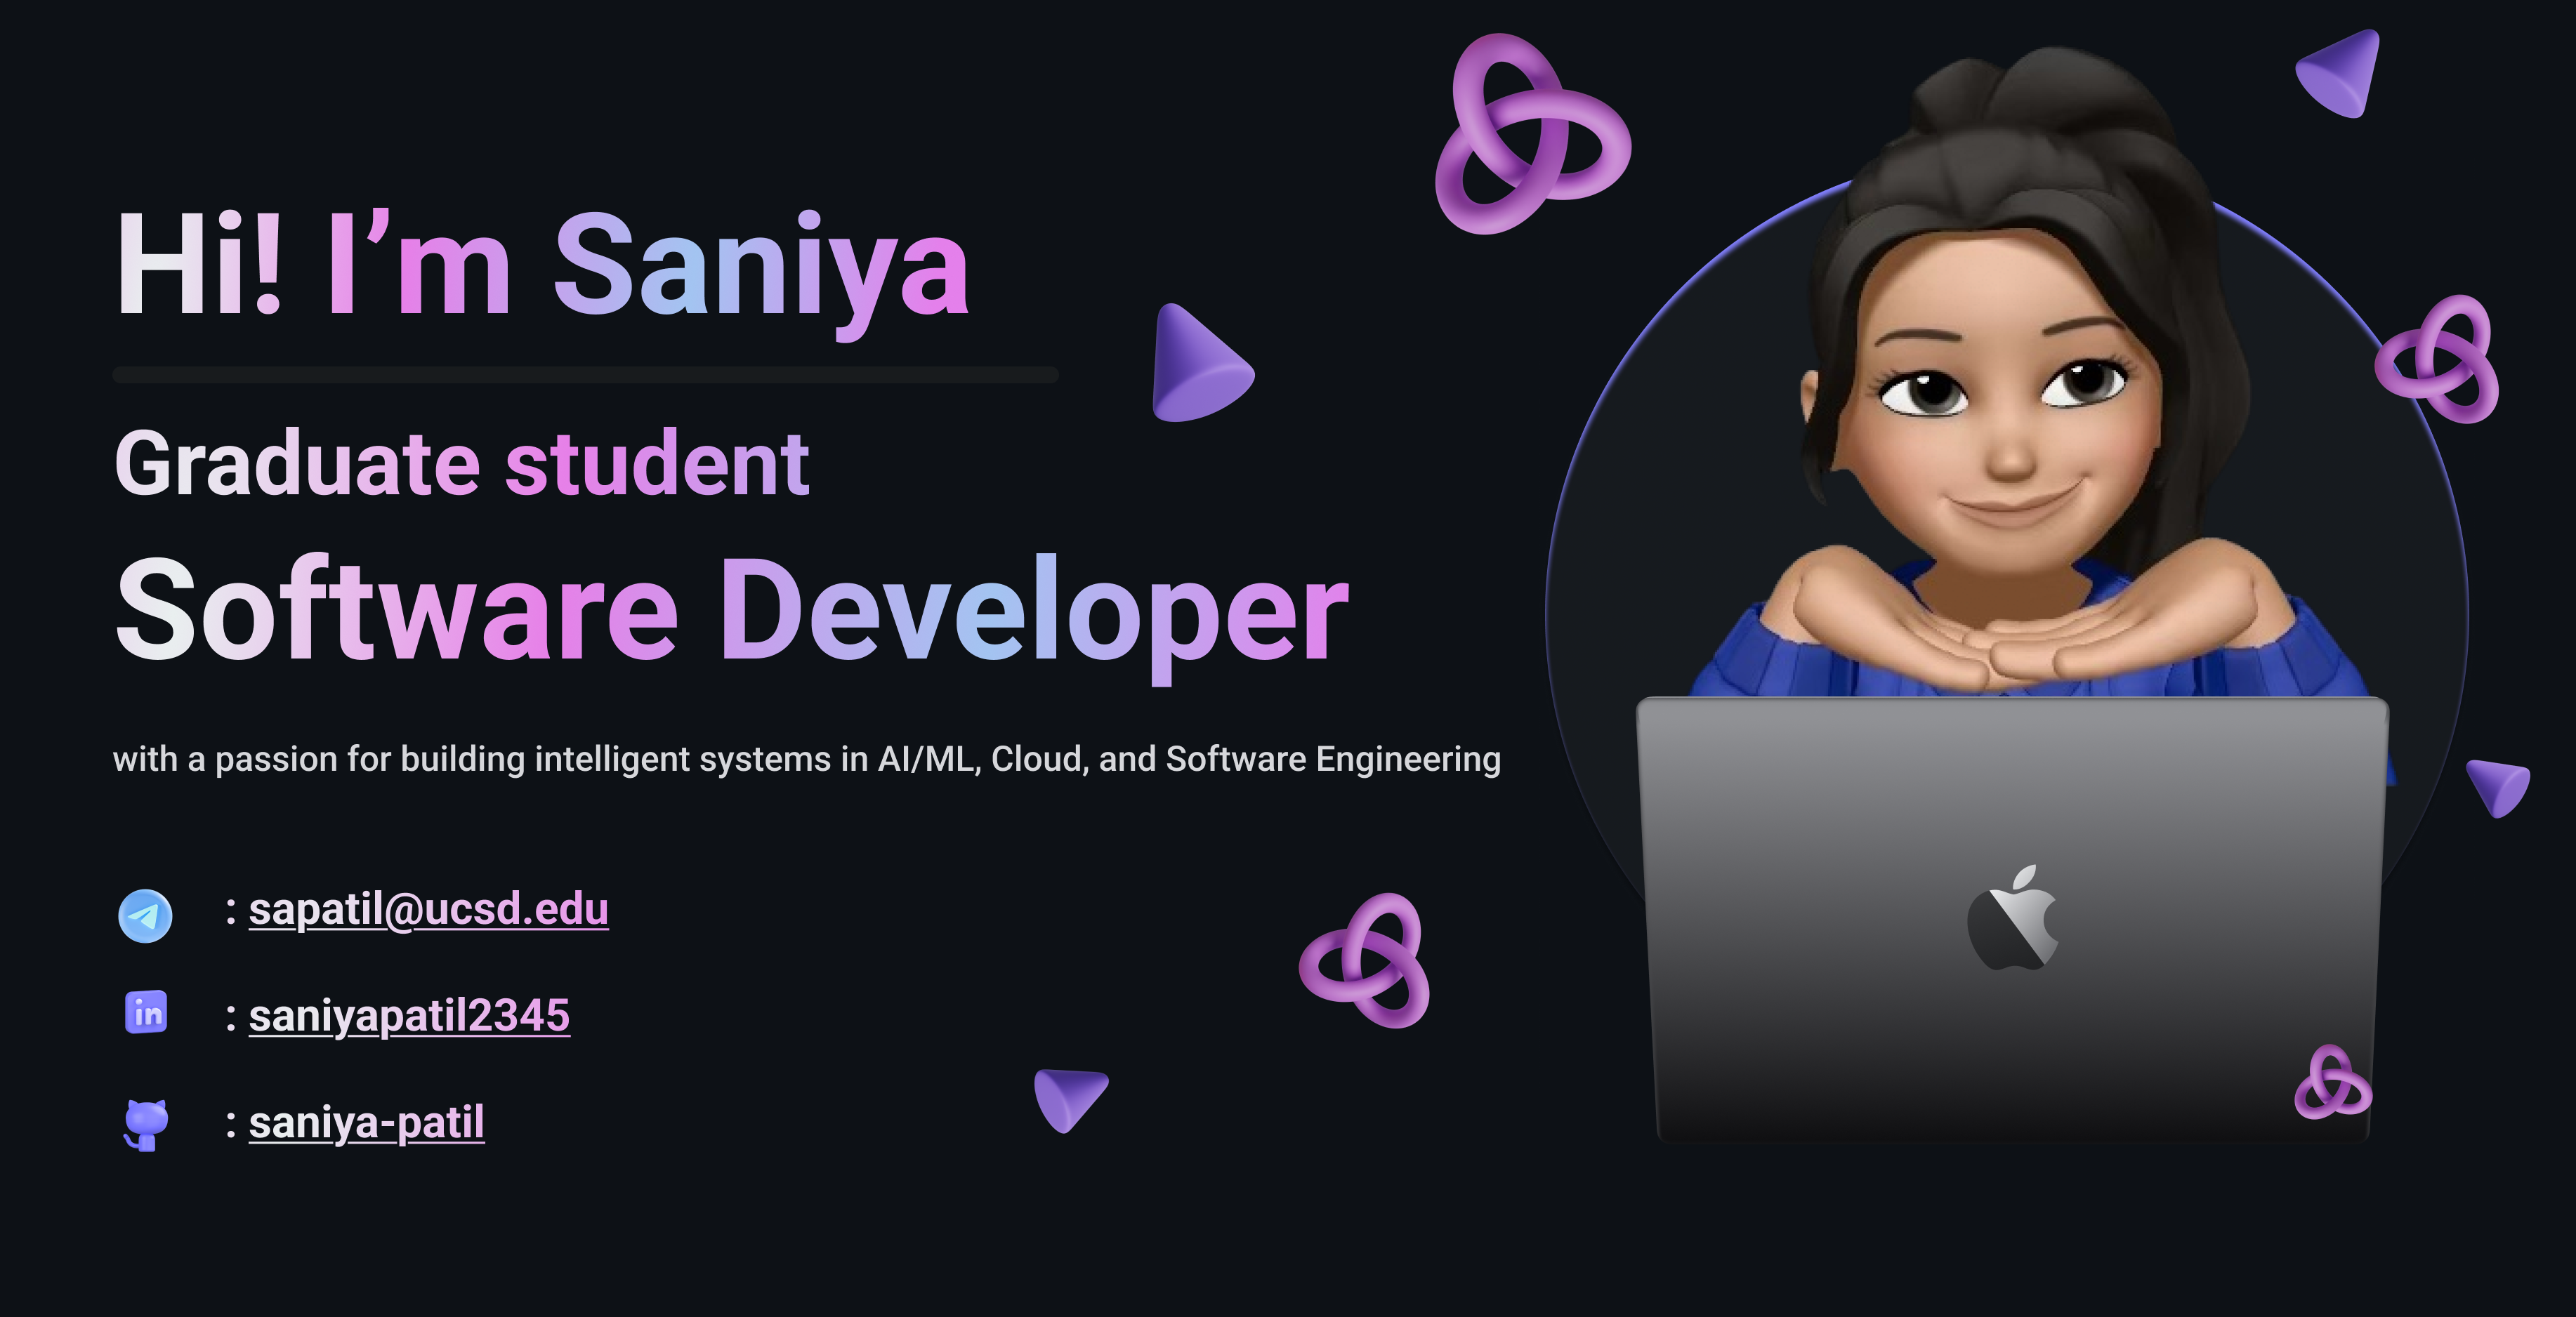 Hi! I’m Saniya
Graduate student
Software Developer
with a passion for building intelligent systems in AI/ML, Cloud, and Software Engineering
: sapatil@ucsd.edu
in : saniyapatil2345
: saniya-patil